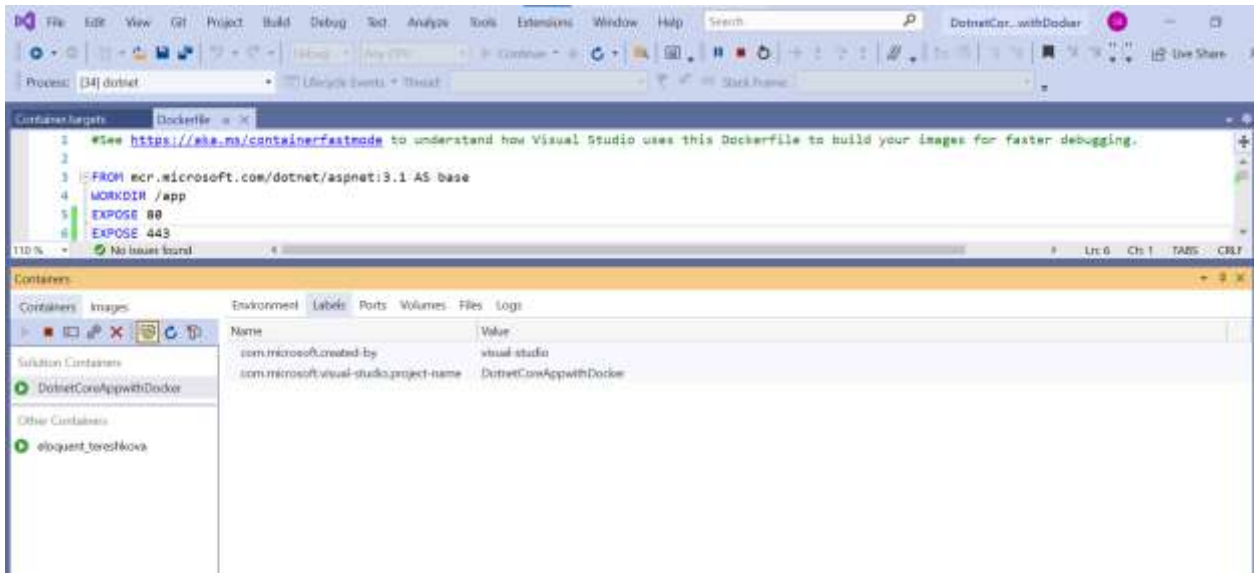 File Edit View Git Project Build Debug Test Analyze Tools Extensions Window Help Search DotnetCor...withDocker
Debug Any CPU Continue Live Share
Process: [34] dotnet Lifecycle Events Thread: Stack Frame:
Container.targets Dockerfile
1 #See https://aka.ms/containerfastmode to understand how Visual Studio uses this Dockerfile to build your images for faster debugging.
2
3 FROM mcr.microsoft.com/dotnet/aspnet:3.1 AS base
4 WORKDIR /app
5 EXPOSE 80
6 EXPOSE 443
110 % No issues found Ln: 6 Ch: 1 TABS CRLF
Containers
Containers Images Environment Labels Ports Volumes Files Logs
Name Value
com.microsoft.created-by visual-studio
com.microsoft.visual-studio.project-name DotnetCoreAppwithDocker
Solution Containers
DotnetCoreAppwithDocker
Other Containers
eloquent_tereshkova